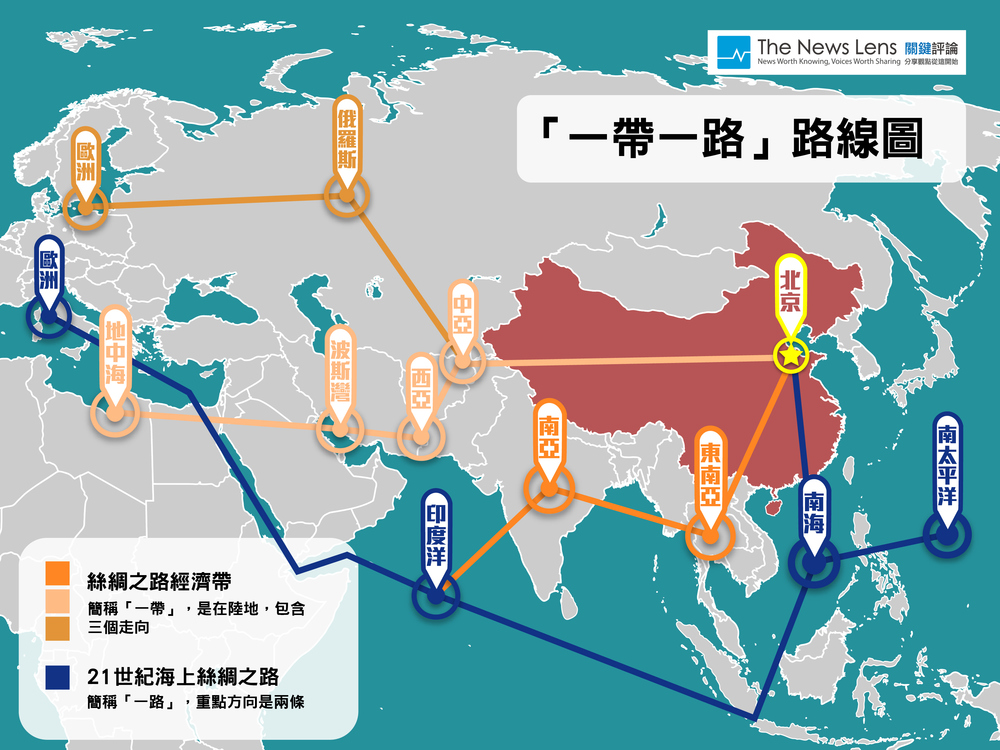 The News Lens 關鍵評論
News Worth Knowing, Voices Worth Sharing 分享觀點從這開始
「一帶一路」路線圖
歐洲
俄羅斯
歐洲
地中海
波斯灣
西亞
中亞
北京
南亞
東南亞
印度洋
南海
南太平洋
絲綢之路經濟帶
簡稱「一帶」，是在陸地，包含
三個走向
21世紀海上絲綢之路
簡稱「一路」，重點方向是兩條